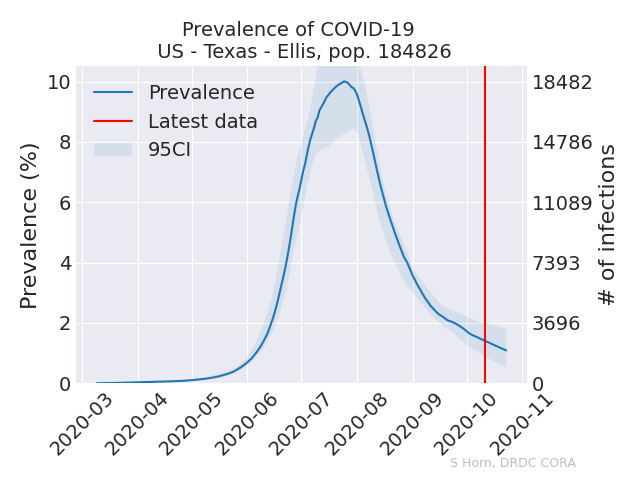 Prevalence of COVID-19
US - Texas - Ellis, pop. 184826
Prevalence (%)
10
8
6
4
2
0
Prevalence
Latest data
95CI
18482
14786
11089
7393
3696
0
# of infections
2020-03
2020-04
2020-05
2020-06
2020-07
2020-08
2020-09
2020-10
2020-11
S Horn, DRDC CORA